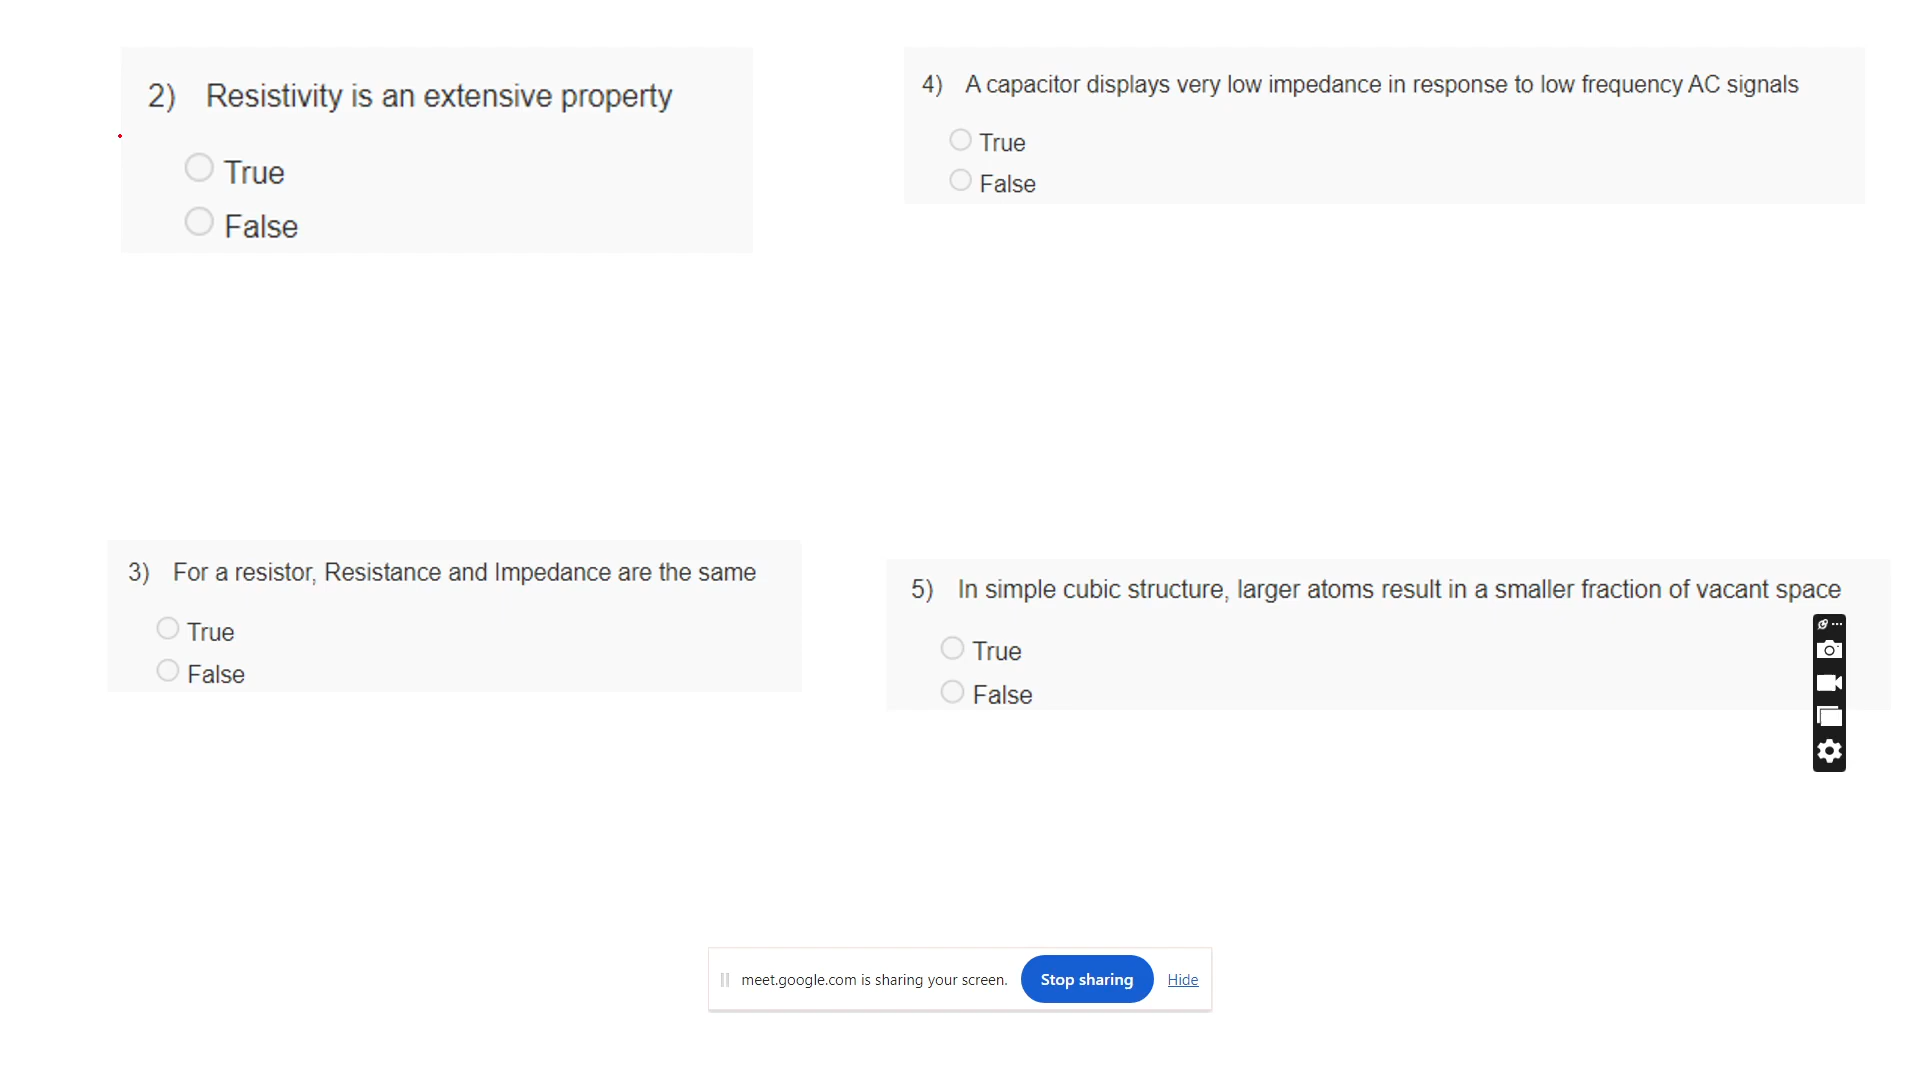 2) Resistivity is an extensive property
True
False
4) A capacitor displays very low impedance in response to low frequency AC signals
True
False
3) For a resistor, Resistance and Impedance are the same
True
False
5) In simple cubic structure, larger atoms result in a smaller fraction of vacant space
True
False
meet.google.com is sharing your screen. Stop sharing Hide